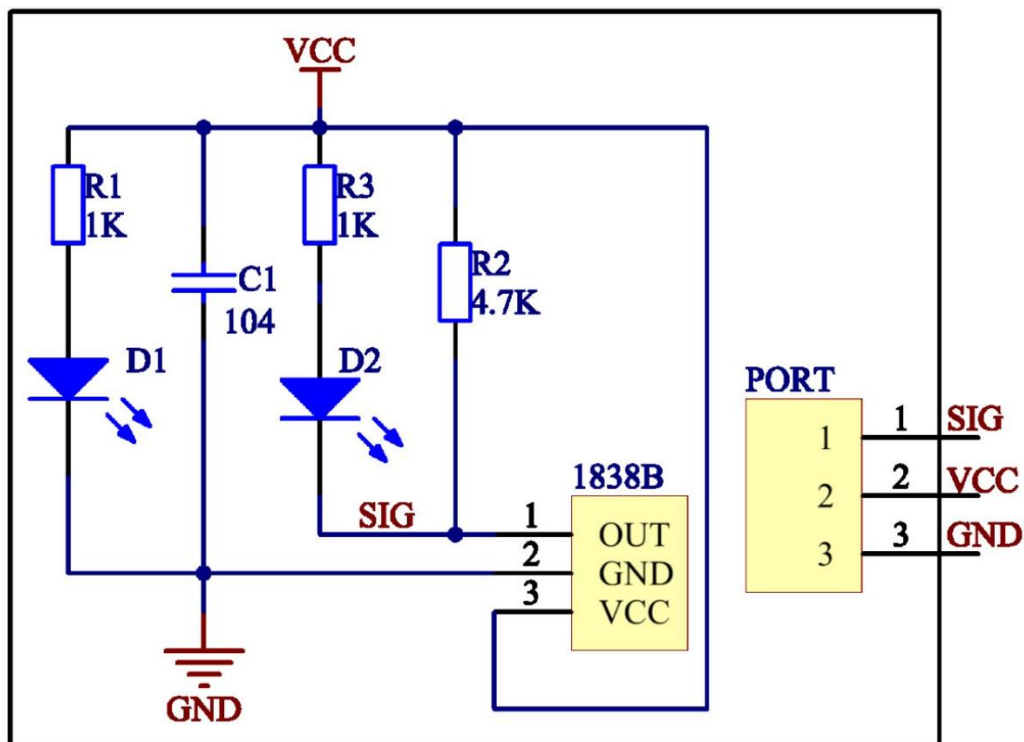 VCC
R1
1K
R3
1K
C1
104
R2
4.7K
D1
D2
PORT
1 1 SIG
2 2 VCC
3 3 GND
1838B
SIG
1 OUT
2 GND
3 VCC
GND